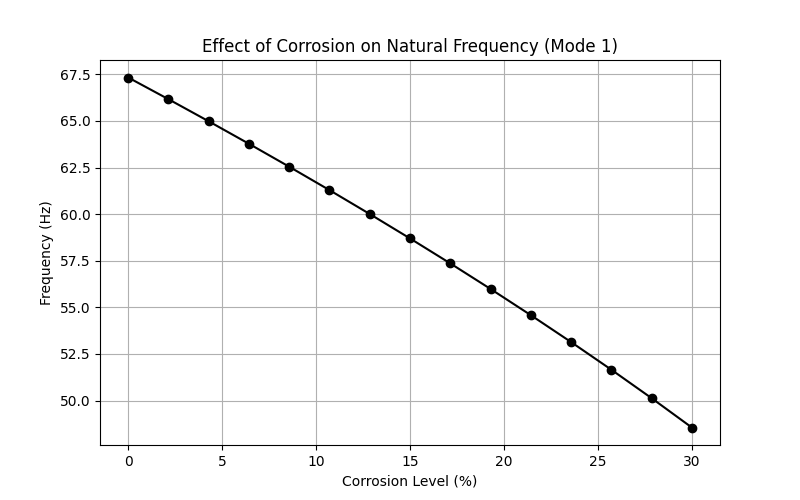 Effect of Corrosion on Natural Frequency (Mode 1)
67.5
65.0
62.5
60.0
57.5
55.0
52.5
50.0
Frequency (Hz)
0 5 10 15 20 25 30
Corrosion Level (%)